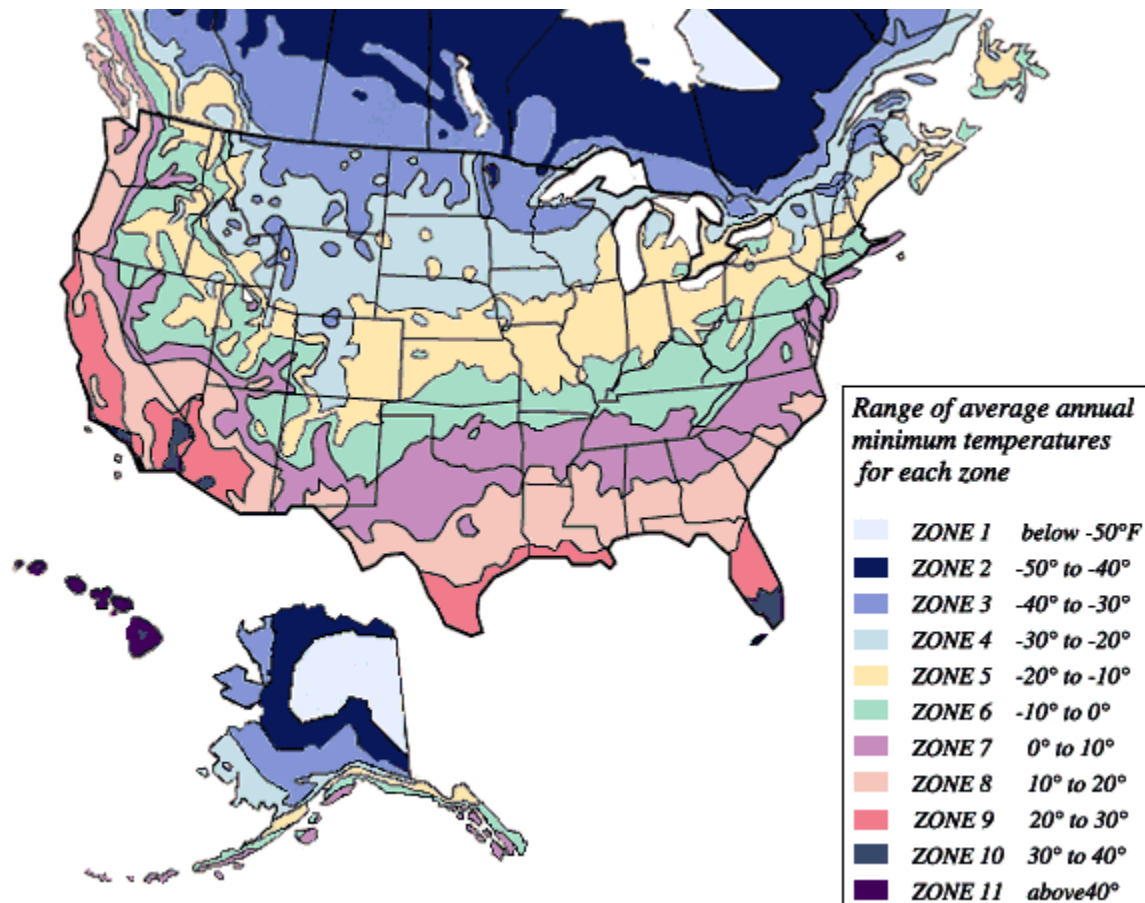 Range of average annual
minimum temperatures
for each zone
ZONE 1 below -50°F
ZONE 2 -50° to -40°
ZONE 3 -40° to -30°
ZONE 4 -30° to -20°
ZONE 5 -20° to -10°
ZONE 6 -10° to 0°
ZONE 7 0° to 10°
ZONE 8 10° to 20°
ZONE 9 20° to 30°
ZONE 10 30° to 40°
ZONE 11 above40°